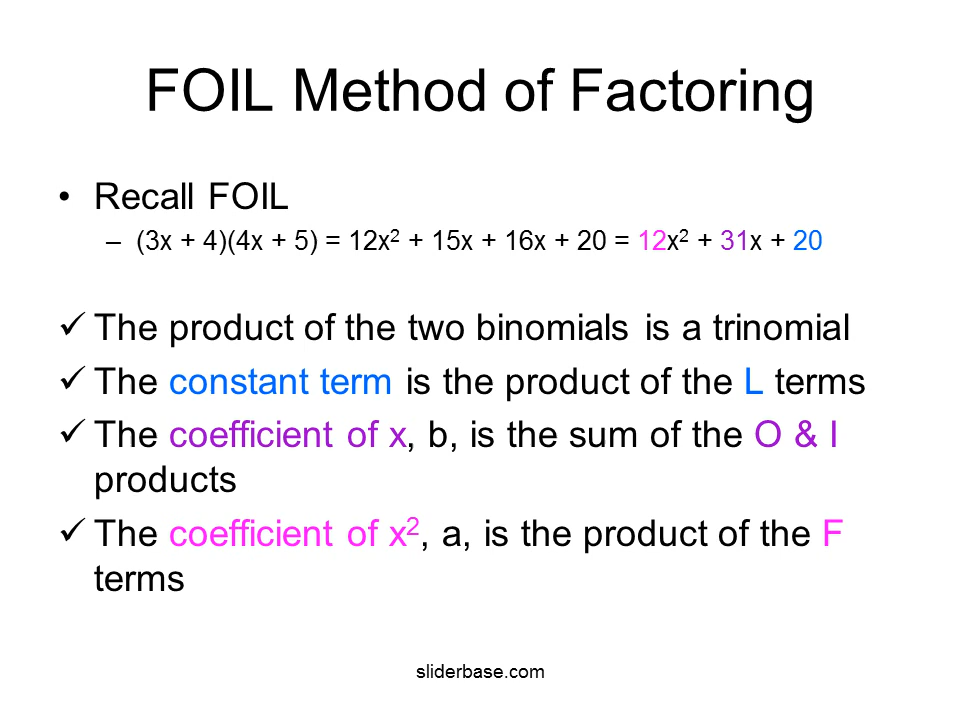 FOIL Method of Factoring
• Recall FOIL
– (3x + 4)(4x + 5) = 12x² + 15x + 16x + 20 = 12x² + 31x + 20
✓ The product of the two binomials is a trinomial
✓ The constant term is the product of the L terms
✓ The coefficient of x, b, is the sum of the O & I
products
✓ The coefficient of x², a, is the product of the F
terms
sliderbase.com